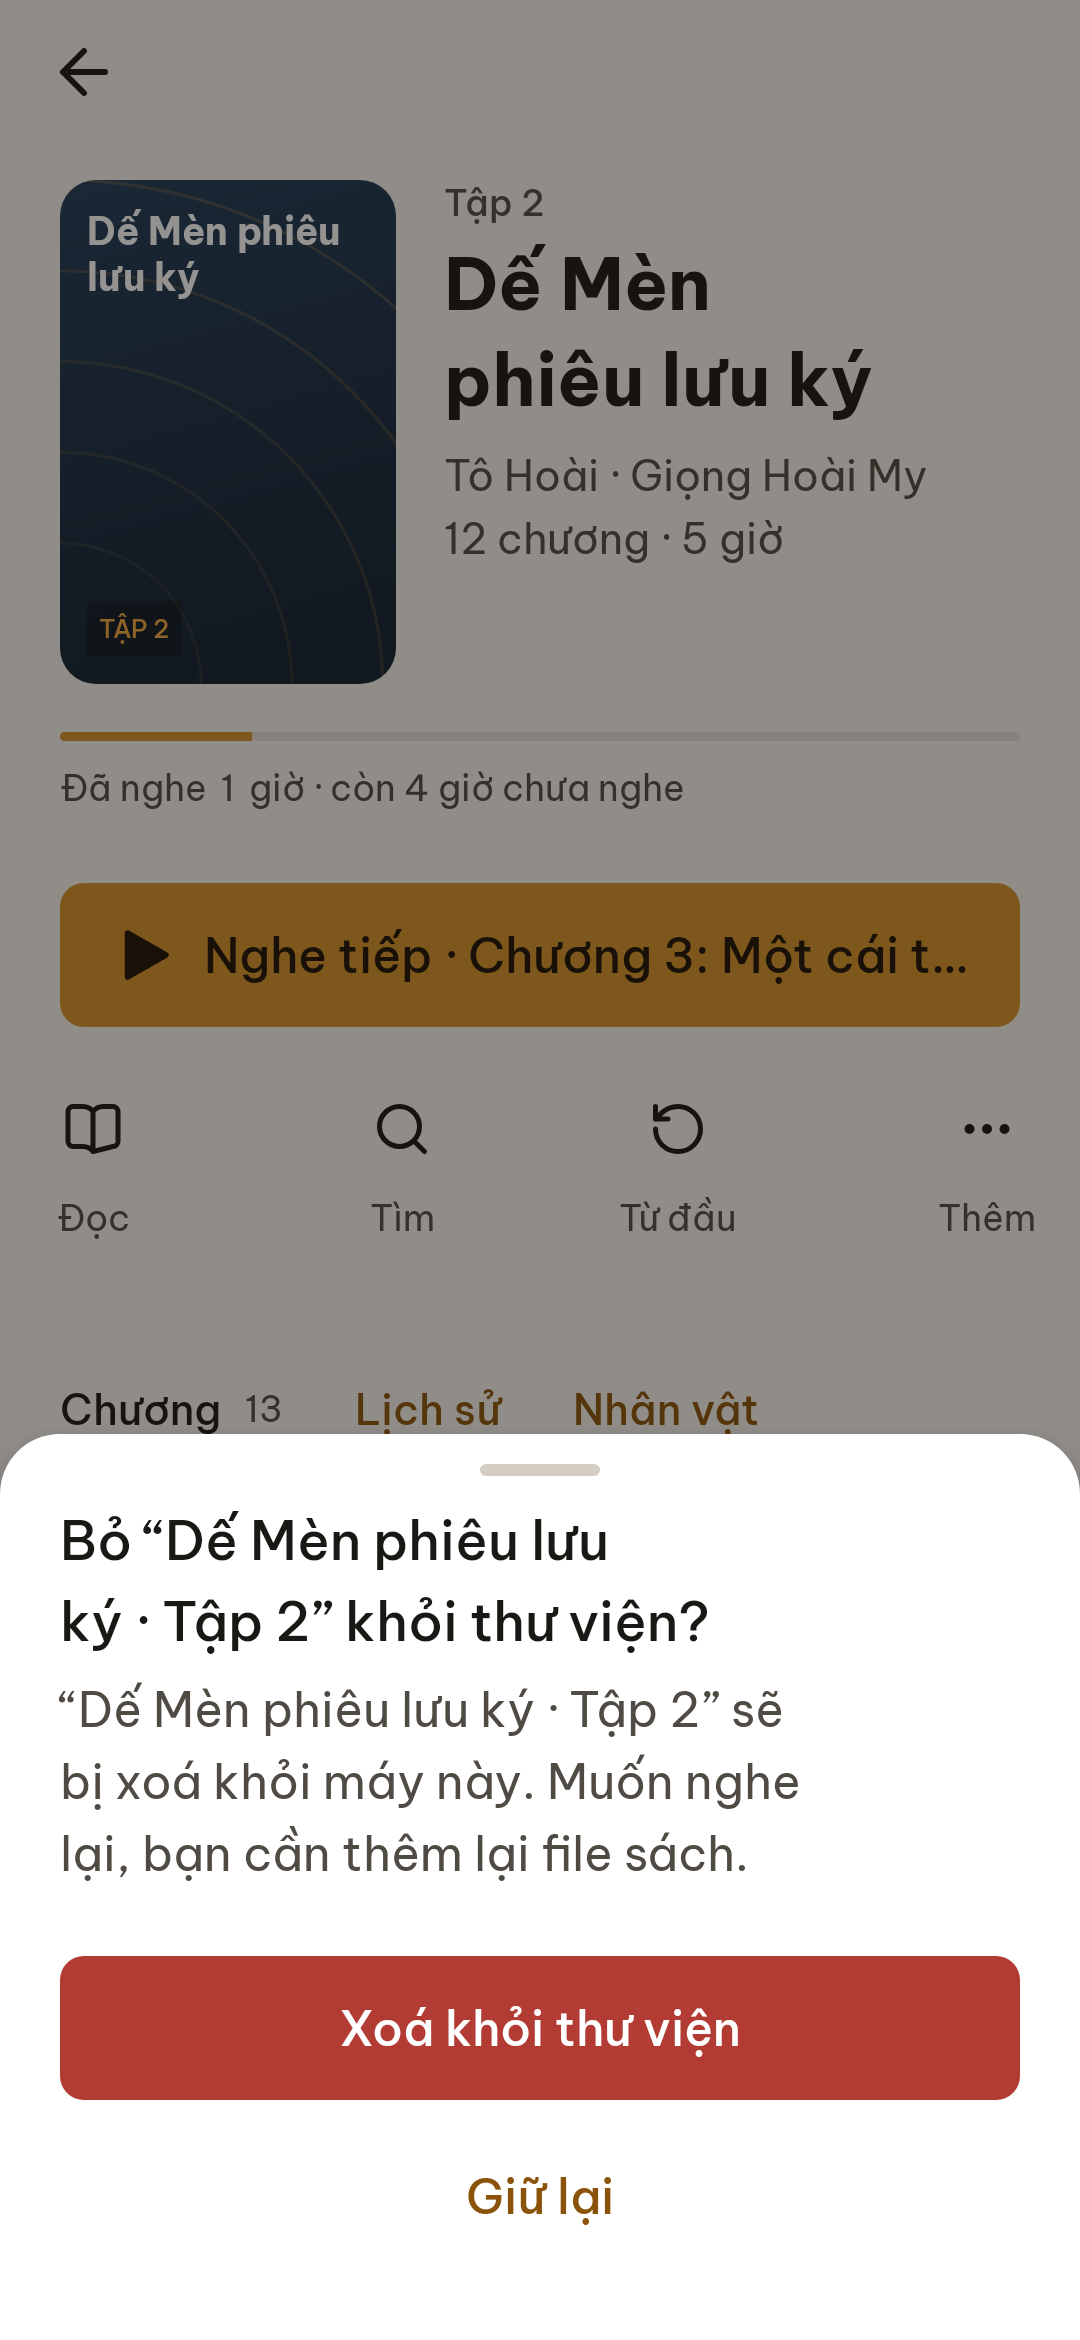 Dế Mèn phiêu
lưu ký
TẬP 2
Tập 2
Dế Mèn
phiêu lưu ký
Tô Hoài · Giọng Hoài My
12 chương · 5 giờ
Đã nghe 1 giờ · còn 4 giờ chưa nghe
Nghe tiếp · Chương 3: Một cái t...
Đọc Tìm Từ đầu Thêm
Chương 13 Lịch sử Nhân vật
Bỏ “Dế Mèn phiêu lưu
ký · Tập 2” khỏi thư viện?
“Dế Mèn phiêu lưu ký · Tập 2” sẽ
bị xoá khỏi máy này. Muốn nghe
lại, bạn cần thêm lại file sách.
Xoá khỏi thư viện
Giữ lại